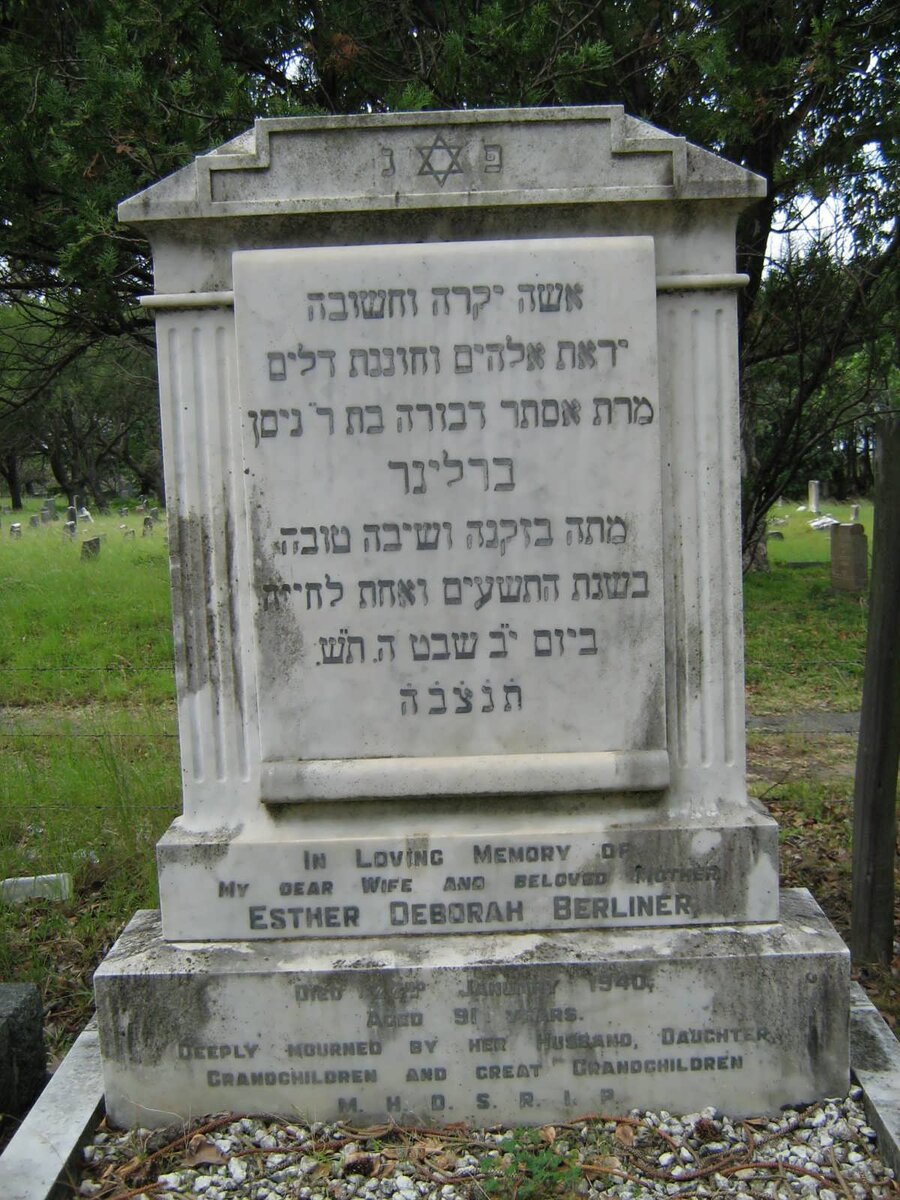 פ נ
אשה יקרה וחשובה
יראת אלהים וחוננת דלים
מרת אסתר דבורה בת ר' ניסן
ברלינר
מתה בזקנה ושיבה טובה
בשנת התשעים ואחת לחייה
ביום י״ב שבט ה. ת״ש.
תנצבה
IN LOVING MEMORY OF
MY DEAR WIFE AND BELOVED MOTHER
ESTHER DEBORAH BERLINER,
DIED JANUARY 1940,
AGED 91 YEARS.
DEEPLY MOURNED BY HER HUSBAND, DAUGHTER,
GRANDCHILDREN AND GREAT GRANDCHILDREN
M. H. D. S. R. I. P.